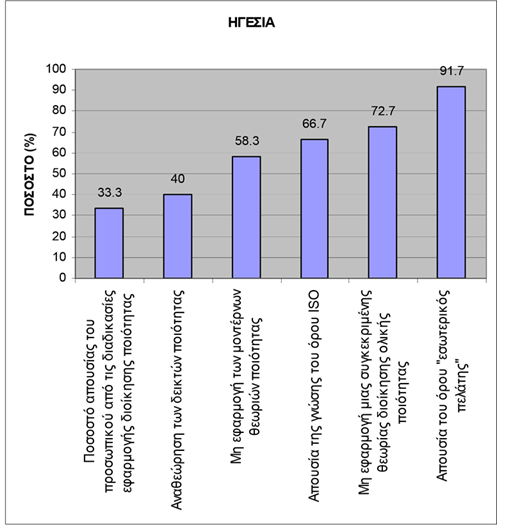 ΗΓΕΣΙΑ
ΠΟΣΟΣΤΟ (%)
100
90
80
70
60
50
40
30
20
10
0
33.3
40
58.3
66.7
72.7
91.7
Ποσοστό απουσίας του
προσωπικού από τις διαδικασίες
εφαρμογής διοίκησης ποιότητας
Αναθεώρηση των δεικτών ποιότητας
Μη εφαρμογή των μοντέρνων
θεωριών ποιότητας
Απουσία της γνώσης του όρου ISO
Μη εφαρμογή μιας συγκεκριμένης
θεωρίας διοίκησης ολικής
ποιότητας
Απουσία του όρου "εσωτερικός
πελάτης"